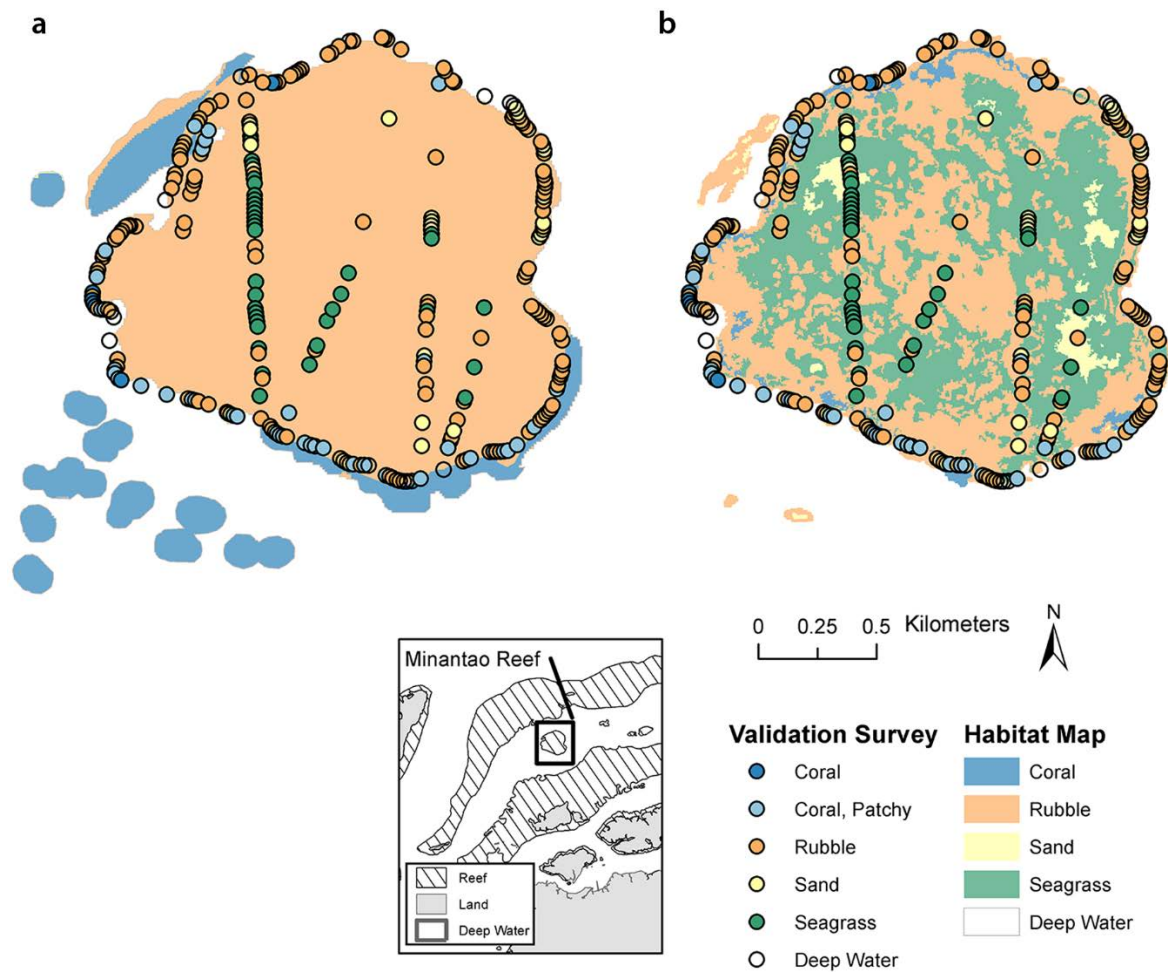 a
b
0 0.25 0.5 Kilometers
N
Minantao Reef
Reef
Land
Deep Water
Validation Survey
Coral
Coral, Patchy
Rubble
Sand
Seagrass
Deep Water
Habitat Map
Coral
Rubble
Sand
Seagrass
Deep Water